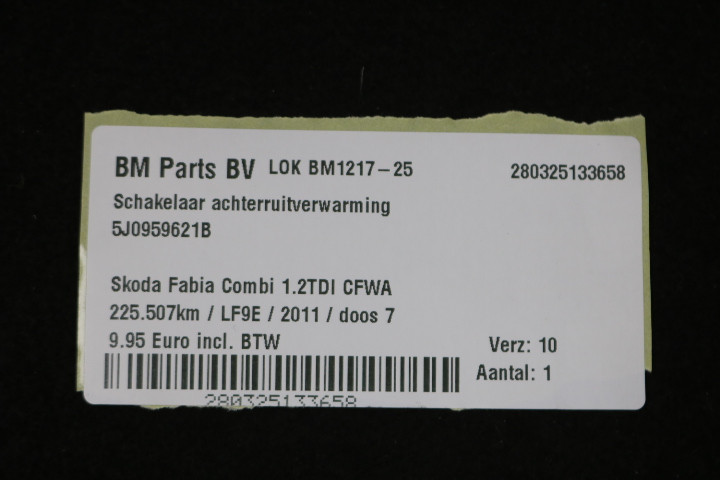 BM Parts BV LOK BM1217-25 280325133658
Schakelaar achterruitverwarming
5J0959621B
Skoda Fabia Combi 1.2TDI CFWA
225.507km / LF9E / 2011 / doos 7
9.95 Euro incl. BTW Verz: 10
Aantal: 1
280325133658